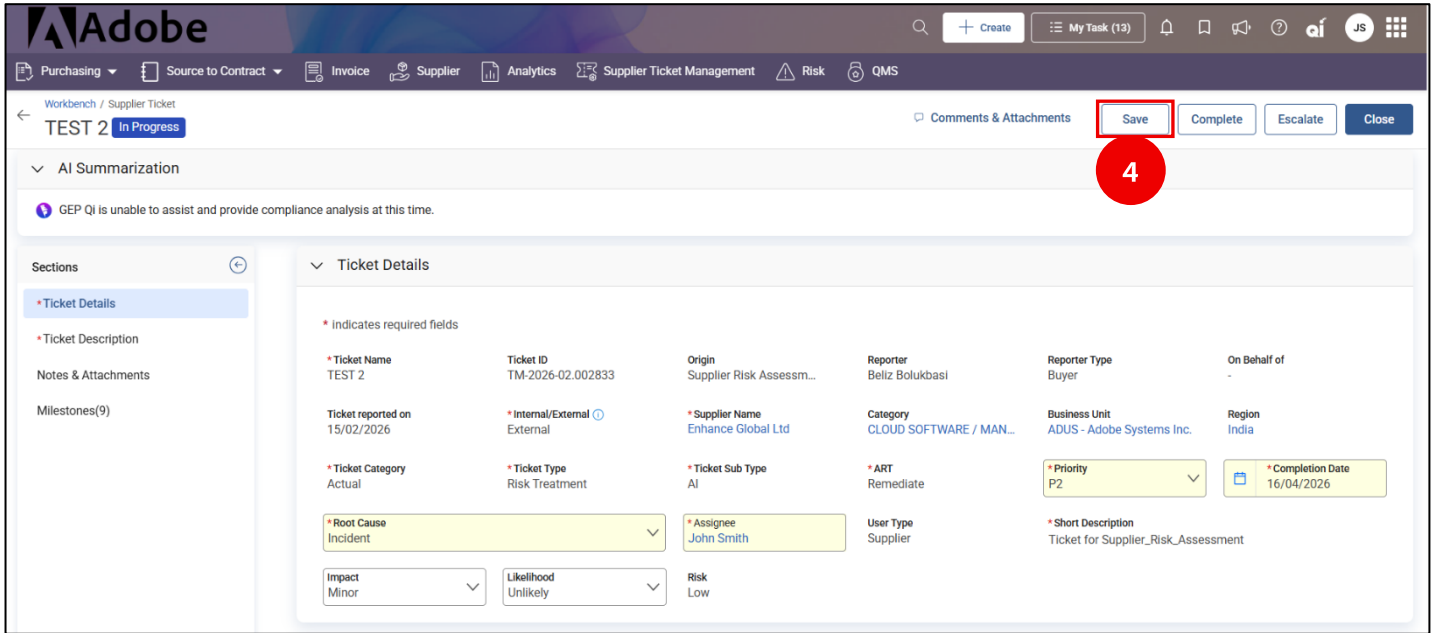 Adobe
Create
My Task (13)
JS
Purchasing
Source to Contract
Invoice
Supplier
Analytics
Supplier Ticket Management
Risk
QMS
Workbench / Supplier Ticket
TEST 2 In Progress
Comments & Attachments
Save
Complete
Escalate
Close
4
AI Summarization
GEP Qi is unable to assist and provide compliance analysis at this time.
Sections
* Ticket Details
* Ticket Description
Notes & Attachments
Milestones(9)
Ticket Details
* indicates required fields
* Ticket Name
TEST 2
Ticket ID
TM-2026-02.002833
Origin
Supplier Risk Assessm...
Reporter
Beliz Bolukbasi
Reporter Type
Buyer
On Behalf of
-
Ticket reported on
15/02/2026
* Internal/External
External
* Supplier Name
Enhance Global Ltd
Category
CLOUD SOFTWARE / MAN...
Business Unit
ADUS - Adobe Systems Inc.
Region
India
* Ticket Category
Actual
* Ticket Type
Risk Treatment
* Ticket Sub Type
AI
* ART
Remediate
* Priority
P2
* Completion Date
16/04/2026
* Root Cause
Incident
* Assignee
John Smith
User Type
Supplier
* Short Description
Ticket for Supplier_Risk_Assessment
Impact
Minor
Likelihood
Unlikely
Risk
Low